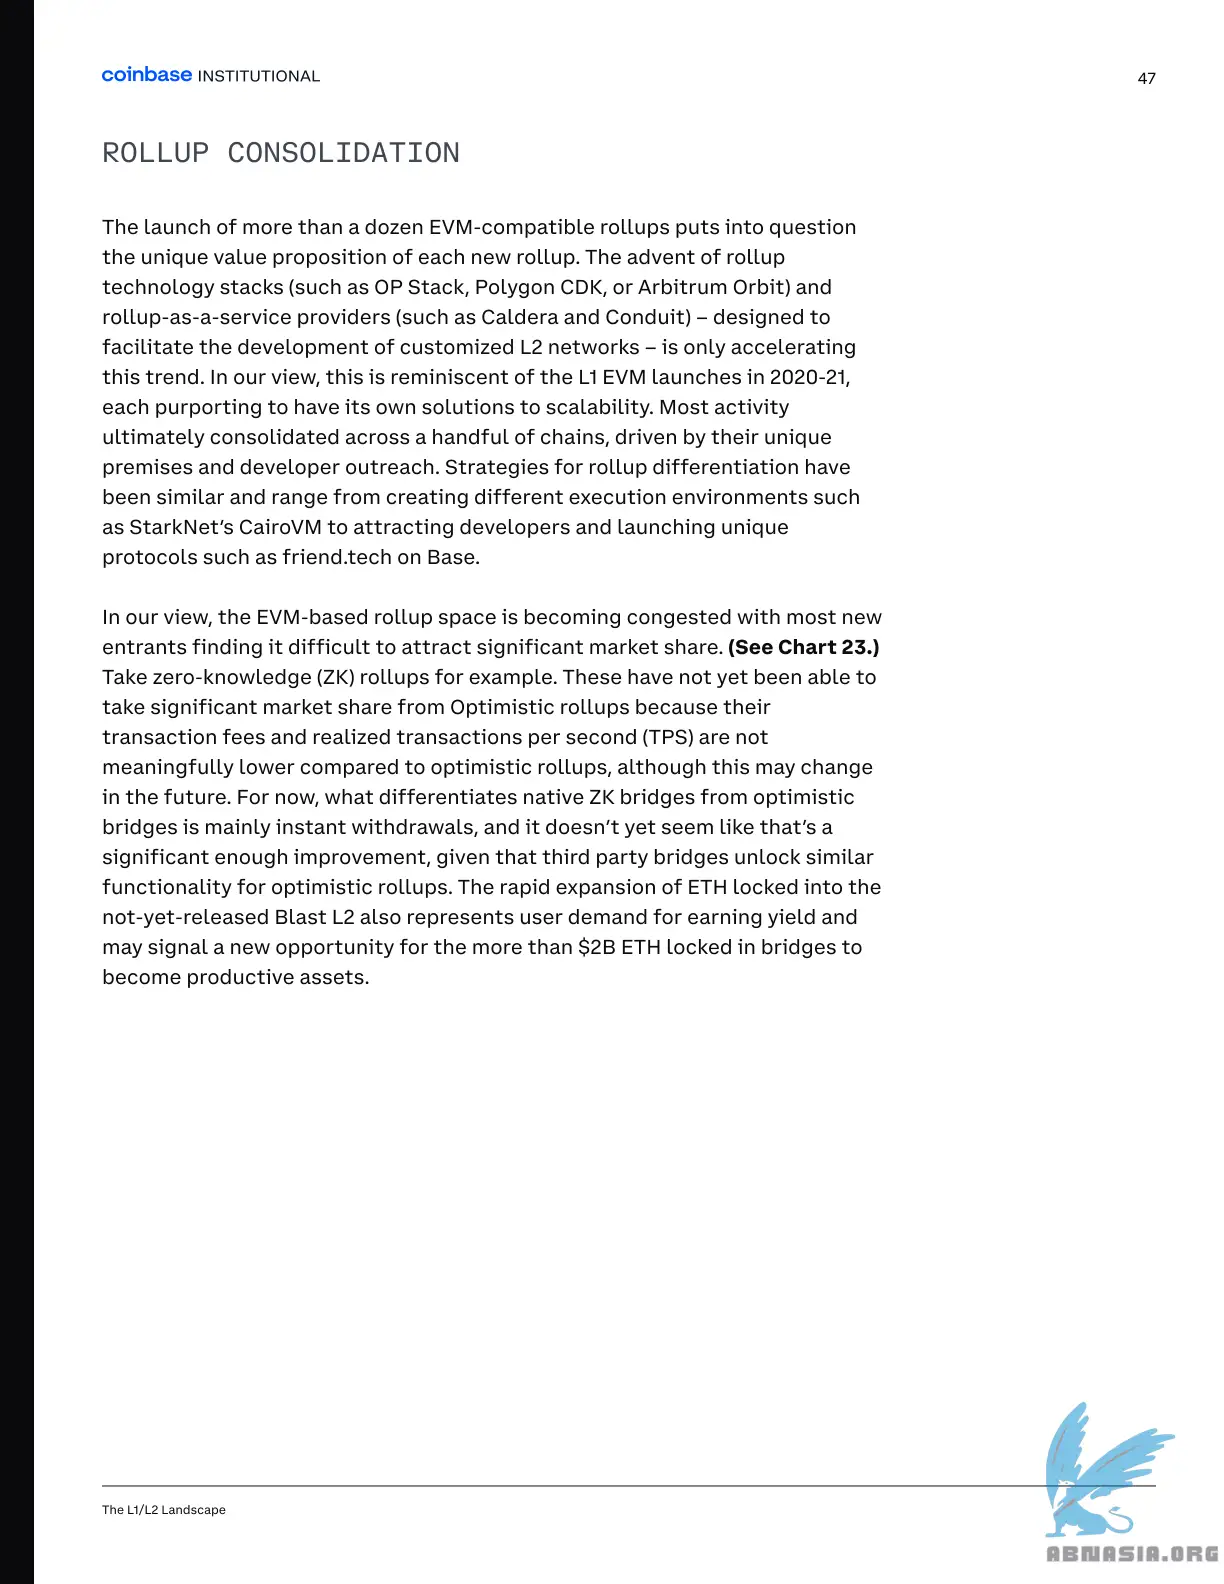 coinbase INSTITUTIONAL
47
ROLLUP CONSOLIDATION
The launch of more than a dozen EVM-compatible rollups puts into question
the unique value proposition of each new rollup. The advent of rollup
technology stacks (such as OP Stack, Polygon CDK, or Arbitrum Orbit) and
rollup-as-a-service providers (such as Caldera and Conduit) – designed to
facilitate the development of customized L2 networks – is only accelerating
this trend. In our view, this is reminiscent of the L1 EVM launches in 2020-21,
each purporting to have its own solutions to scalability. Most activity
ultimately consolidated across a handful of chains, driven by their unique
premises and developer outreach. Strategies for rollup differentiation have
been similar and range from creating different execution environments such
as StarkNet’s CairoVM to attracting developers and launching unique
protocols such as friend.tech on Base.
In our view, the EVM-based rollup space is becoming congested with most new
entrants finding it difficult to attract significant market share. (See Chart 23.)
Take zero-knowledge (ZK) rollups for example. These have not yet been able to
take significant market share from Optimistic rollups because their
transaction fees and realized transactions per second (TPS) are not
meaningfully lower compared to optimistic rollups, although this may change
in the future. For now, what differentiates native ZK bridges from optimistic
bridges is mainly instant withdrawals, and it doesn’t yet seem like that’s a
significant enough improvement, given that third party bridges unlock similar
functionality for optimistic rollups. The rapid expansion of ETH locked into the
not-yet-released Blast L2 also represents user demand for earning yield and
may signal a new opportunity for the more than $2B ETH locked in bridges to
become productive assets.
The L1/L2 Landscape
ABNASIA.ORG